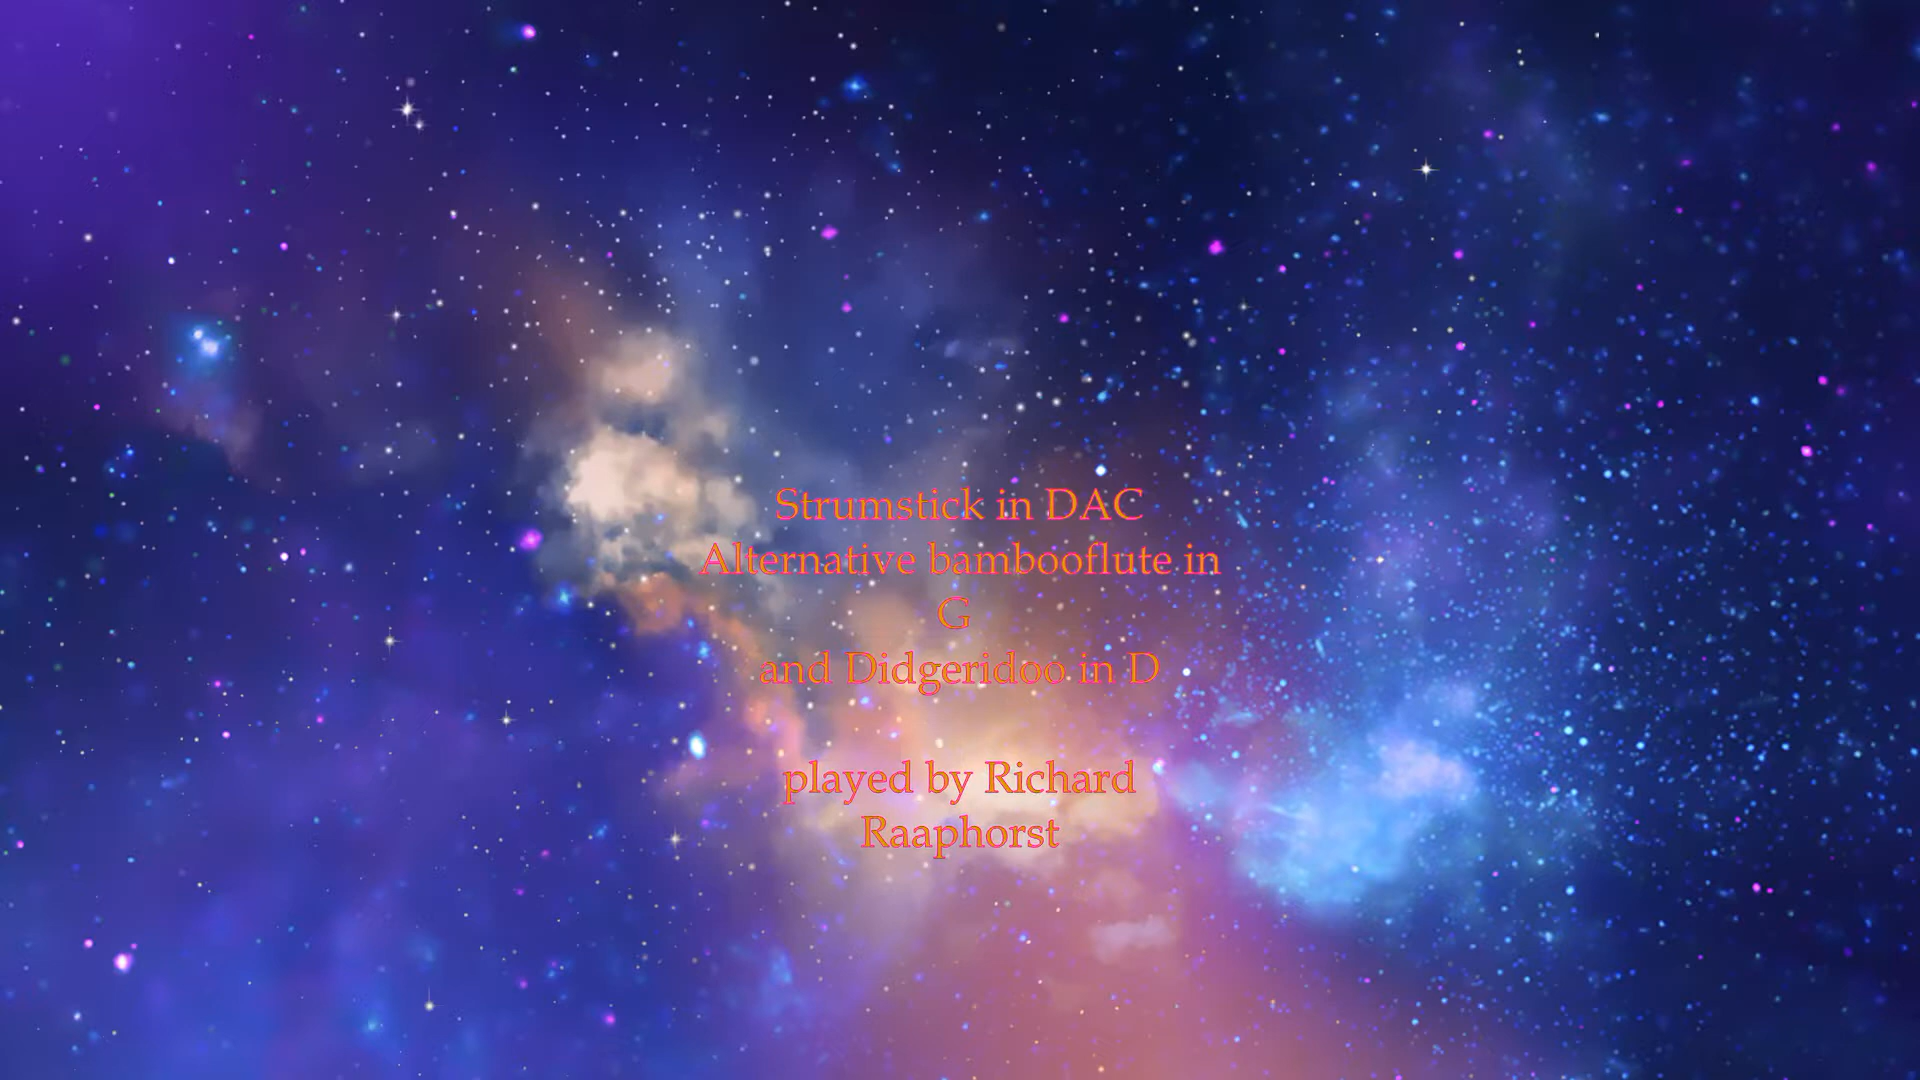 Strumstick in DAC
Alternative bambooflute in
G
and Didgeridoo in D
played by Richard
Raaphorst